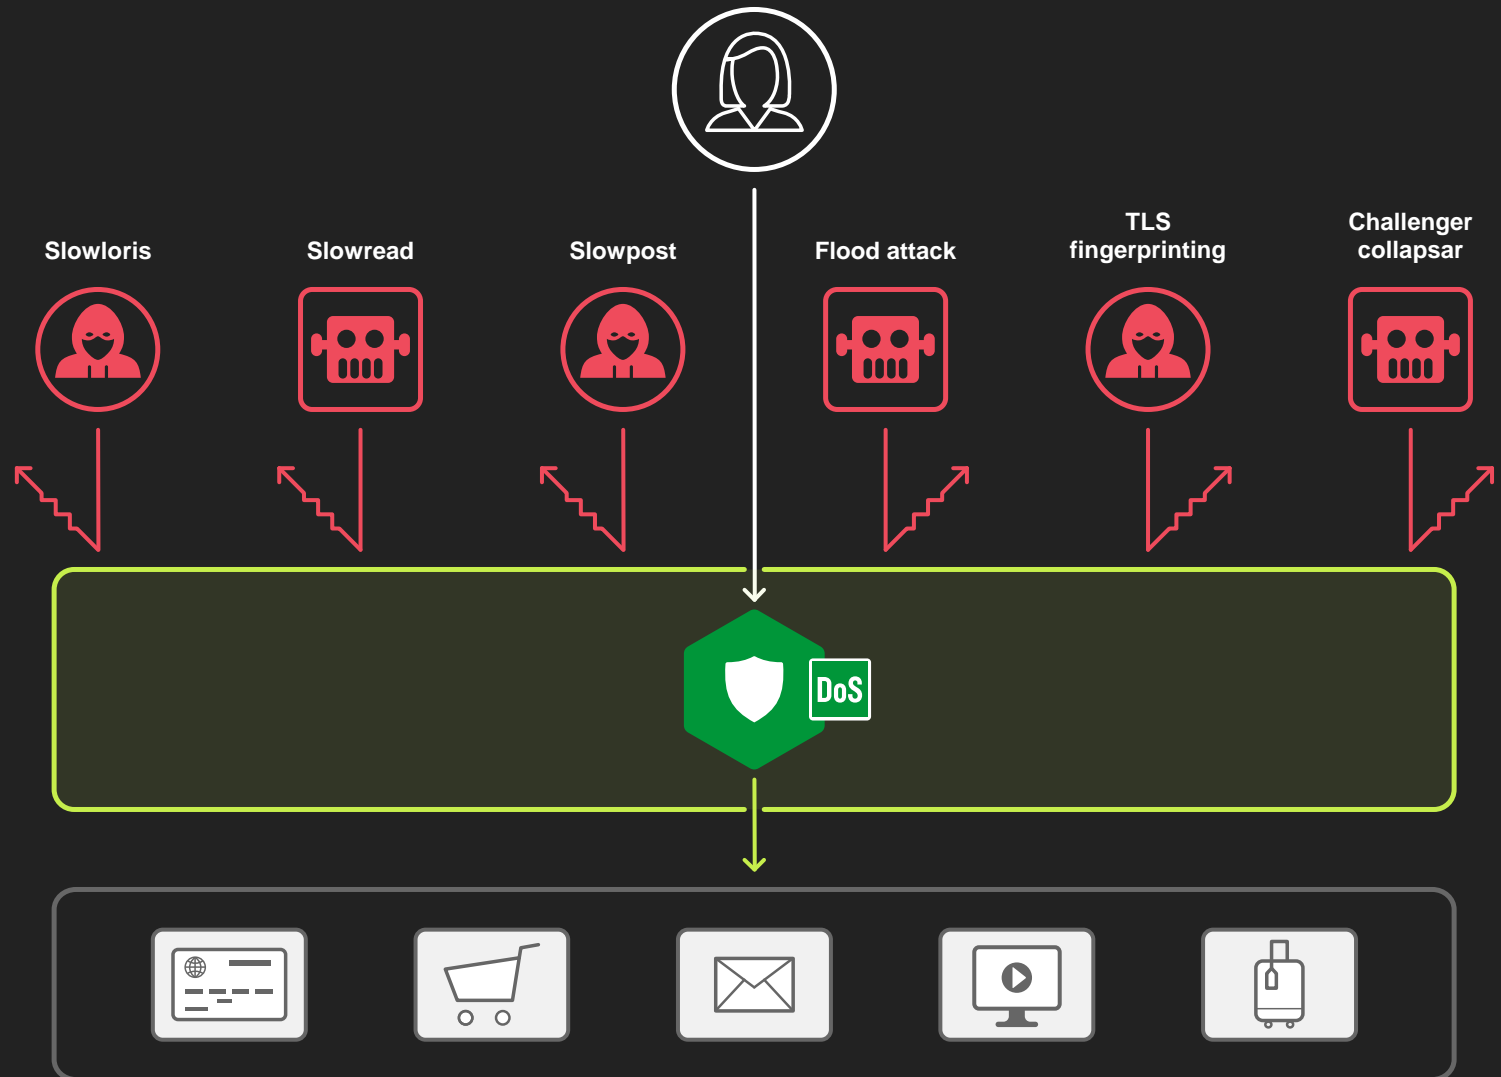 Slowloris
Slowread
Slowpost
Flood attack
TLS
fingerprinting
Challenger
collapsar
DoS